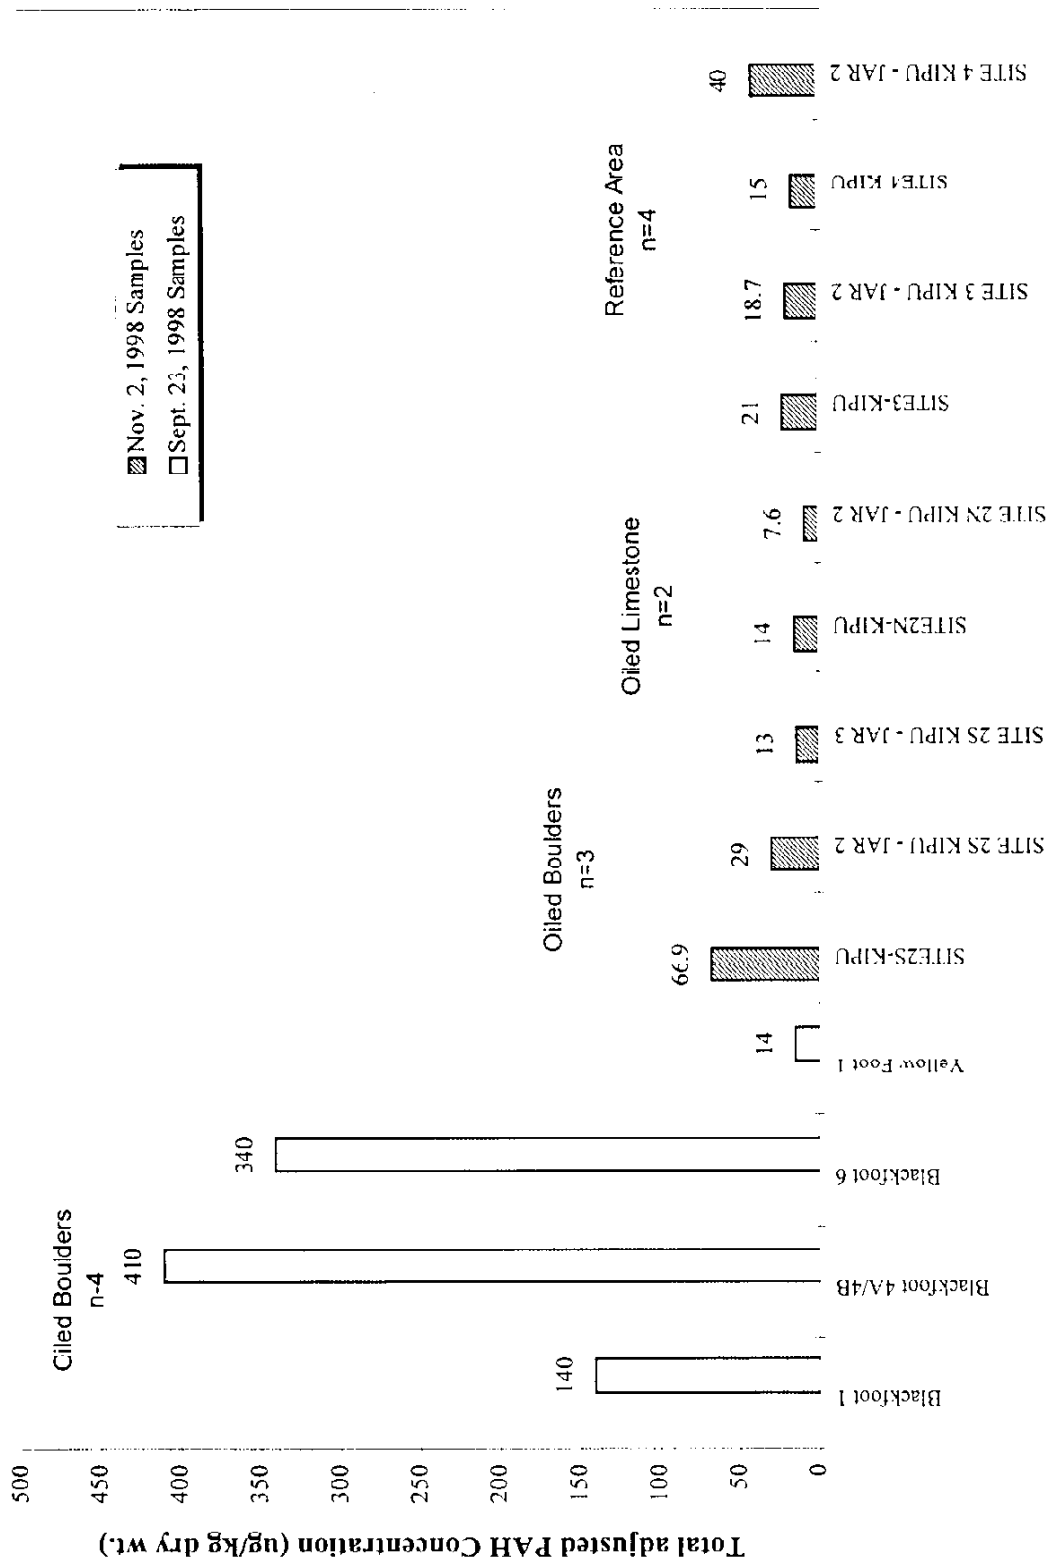 Total adjusted PAH Concentration (ug/kg dry wt.)
500
450
400
350
300
250
200
150
100
50
0
Ciled Boulders
n-4
140
410
340
14
Oiled Boulders
n=3
66.9
29
13
Oiled Limestone
n=2
14
7.6
Reference Area
n=4
21
18.7
15
40
Nov. 2, 1998 Samples
Sept. 23, 1998 Samples
Blackfoot 1
Blackfoot 4A/4B
Blackfoot 6
Yellow Foot 1
SITE2S-KIPU
SITE 2S KIPU - JAR 2
SITE 2S KIPU - JAR 3
SITE2N-KIPU
SITE 2N KIPU - JAR 2
SITE3-KIPU
SITE 3 KIPU - JAR 2
SITE4 KIPU
SITE 4 KIPU - JAR 2